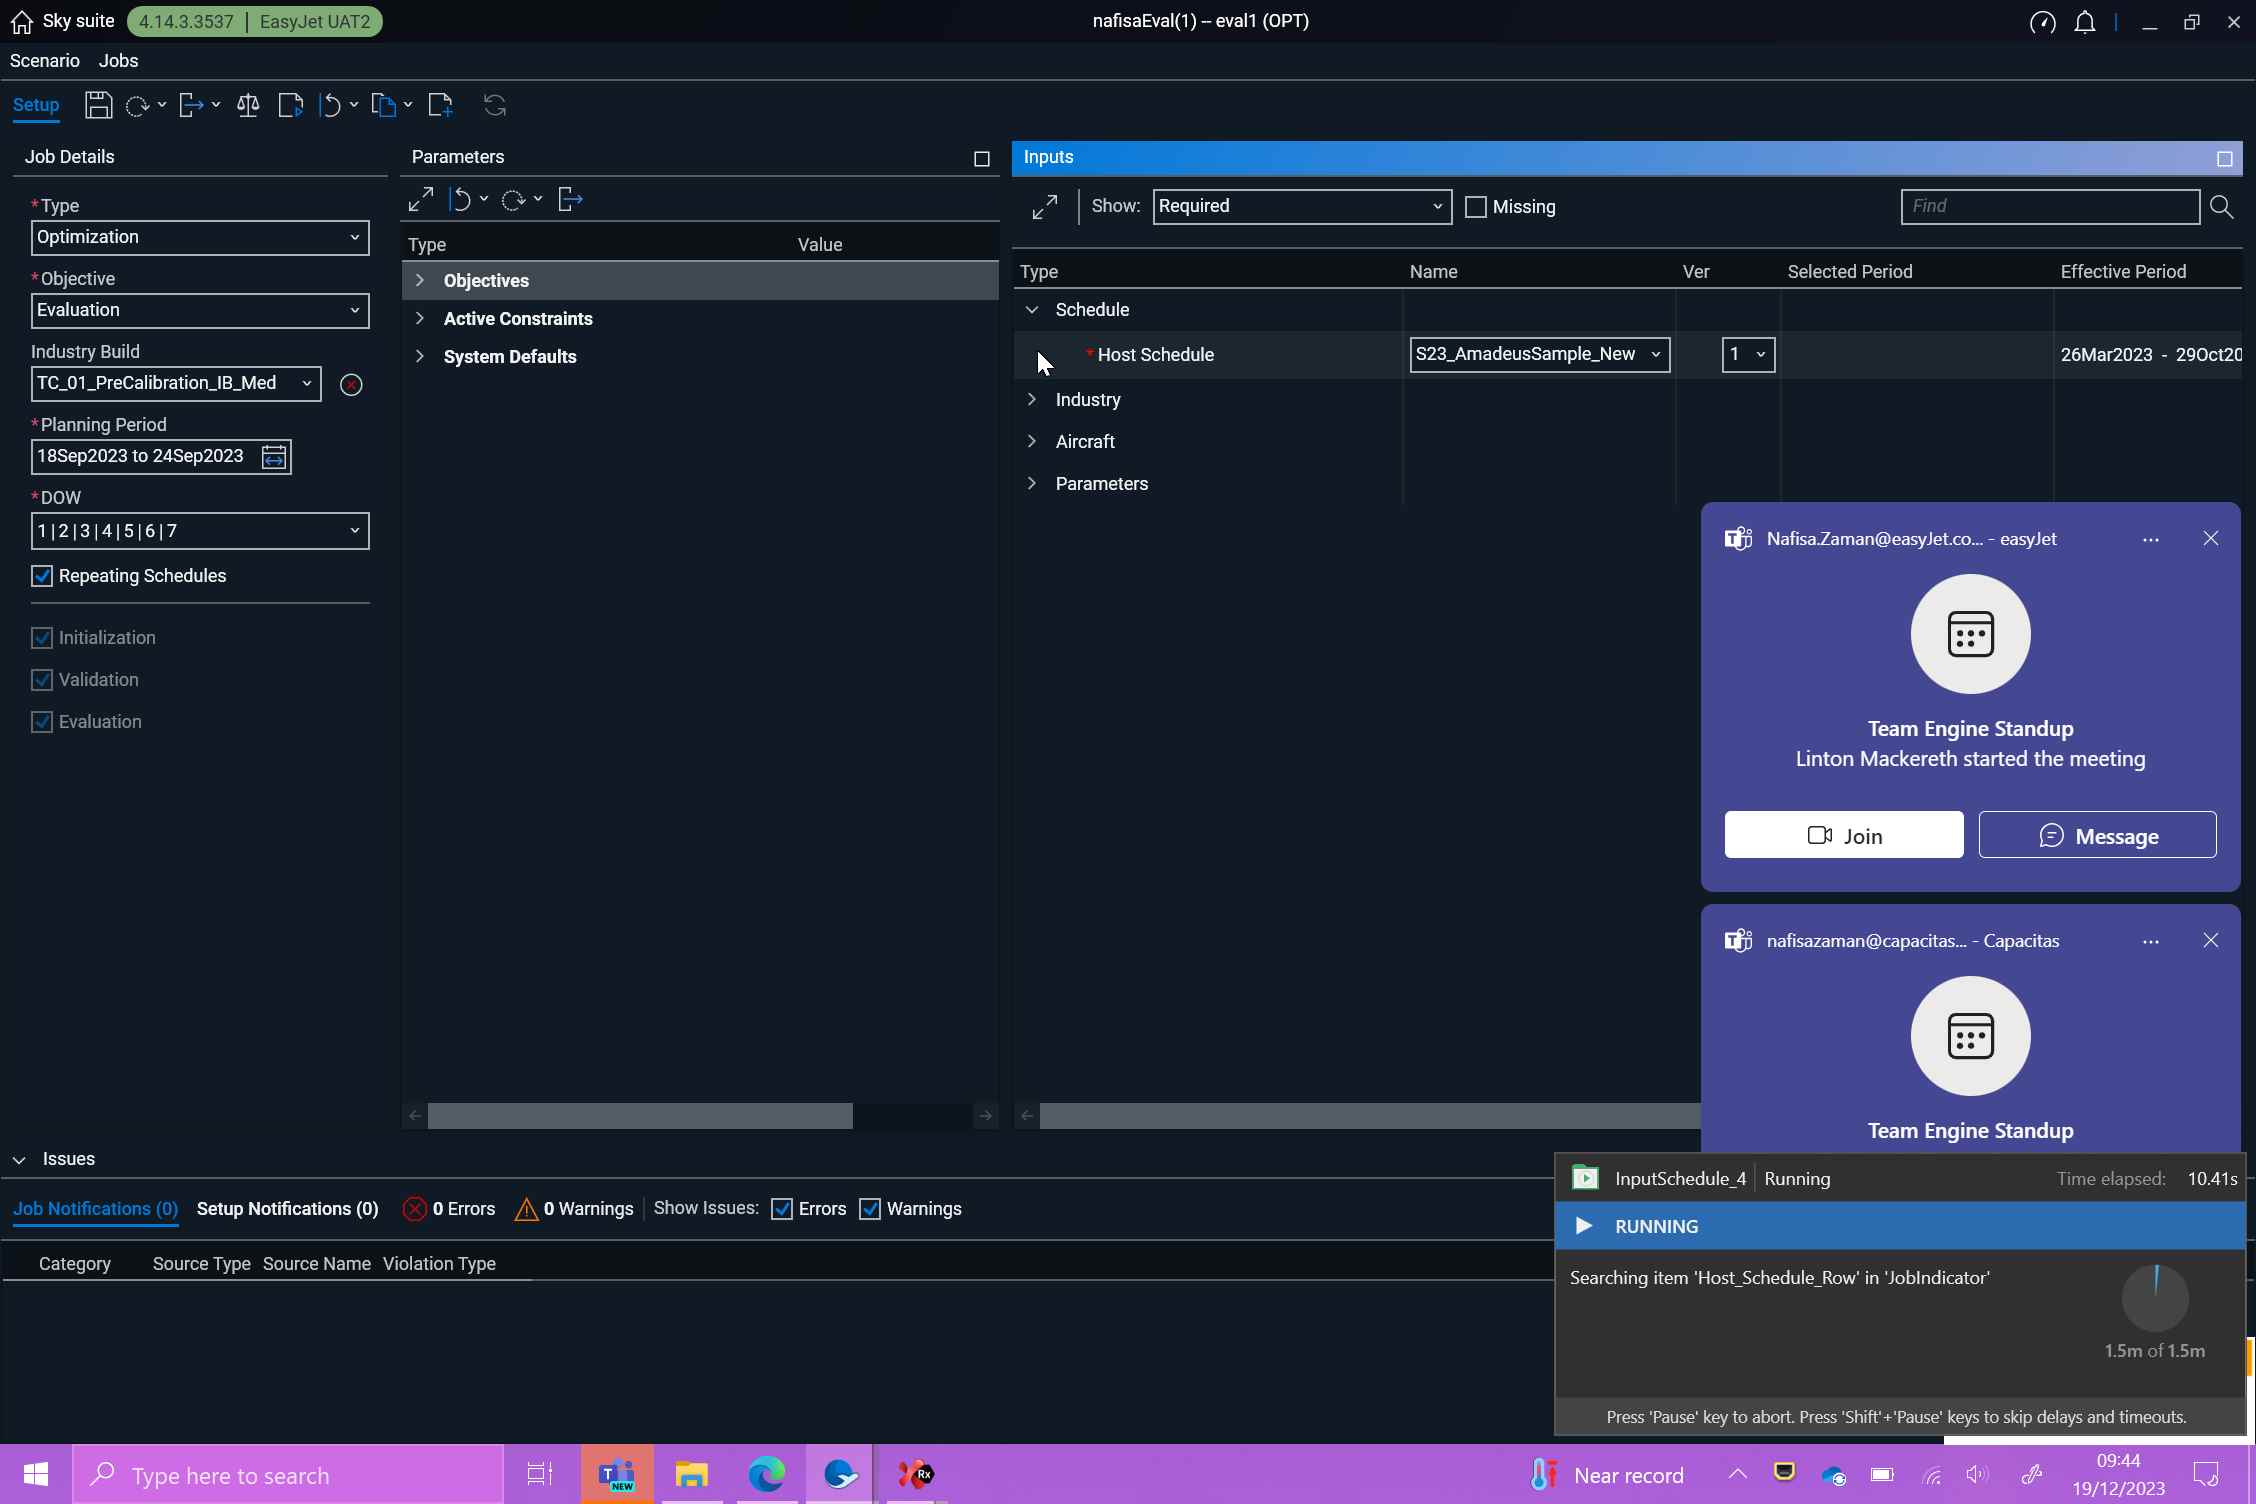 Sky suite 4.14.3.3537 | EasyJet UAT2 nafisaEval(1) -- eval1 (OPT)
Scenario Jobs
Setup
Job Details
*Type
Optimization
*Objective
Evaluation
Industry Build
TC_01_PreCalibration_IB_Med
*Planning Period
18Sep2023 to 24Sep2023
*DOW
1|2|3|4|5|6|7
Repeating Schedules
Initialization
Validation
Evaluation
Parameters
Type Value
Objectives
Active Constraints
System Defaults
Inputs
Show: Required Missing Find
Type Name Ver Selected Period Effective Period
Schedule
*Host Schedule S23_AmadeusSample_New 1 26Mar2023 - 29Oct20
Industry
Aircraft
Parameters
Nafisa.Zaman@easyJet.co... - easyJet
Team Engine Standup
Linton Mackereth started the meeting
Join Message
nafisazaman@capacitas... - Capacitas
Team Engine Standup
Issues
Job Notifications (0) Setup Notifications (0) 0 Errors 0 Warnings Show Issues: Errors Warnings
Category Source Type Source Name Violation Type
InputSchedule_4 Running Time elapsed: 10.41s
RUNNING
Searching item 'Host_Schedule_Row' in 'JobIndicator'
1.5m of 1.5m
Press 'Pause' key to abort. Press 'Shift'+'Pause' keys to skip delays and timeouts.
Type here to search
T
NEW
Rx
Near record
09:44
19/12/2023